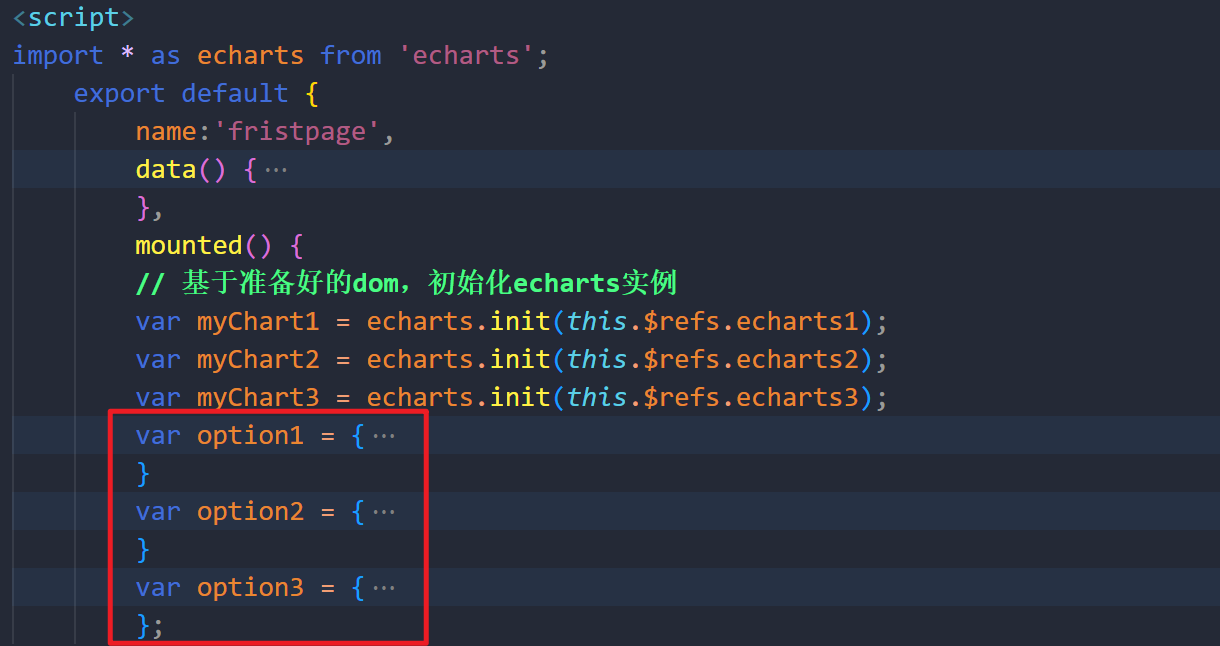 <script>
import * as echarts from 'echarts';
export default {
name:'fristpage',
data() {···
},
mounted() {
// 基于准备好的dom，初始化echarts实例
var myChart1 = echarts.init(this.$refs.echarts1);
var myChart2 = echarts.init(this.$refs.echarts2);
var myChart3 = echarts.init(this.$refs.echarts3);
var option1 = {···
}
var option2 = {···
}
var option3 = {···
};